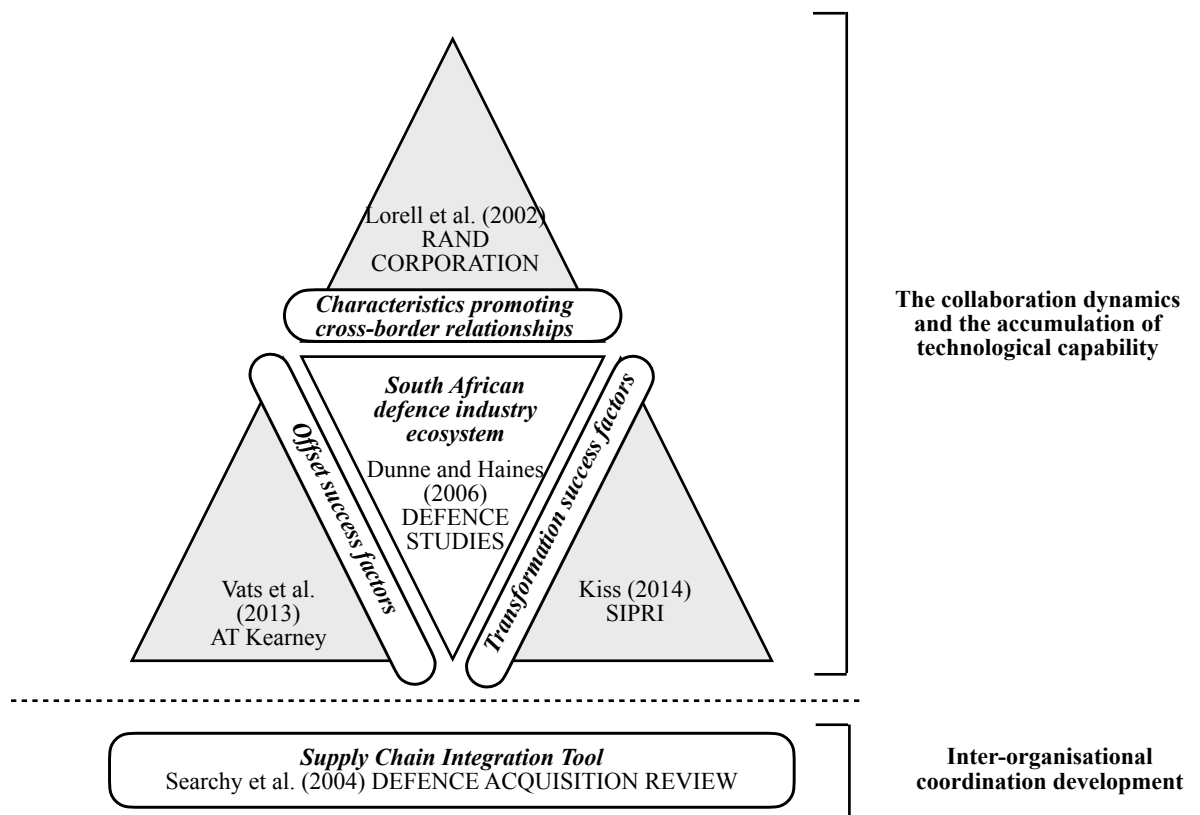 Lorell et al. (2002)
RAND
CORPORATION
Characteristics promoting
cross-border relationships
South African
defence industry
ecosystem
Dunne and Haines
(2006)
DEFENCE
STUDIES
Offset success factors
Transformation success factors
Vats et al.
(2013)
AT Kearney
Kiss (2014)
SIPRI
The collaboration dynamics
and the accumulation of
technological capability
Supply Chain Integration Tool
Searchy et al. (2004) DEFENCE ACQUISITION REVIEW
Inter-organisational
coordination development